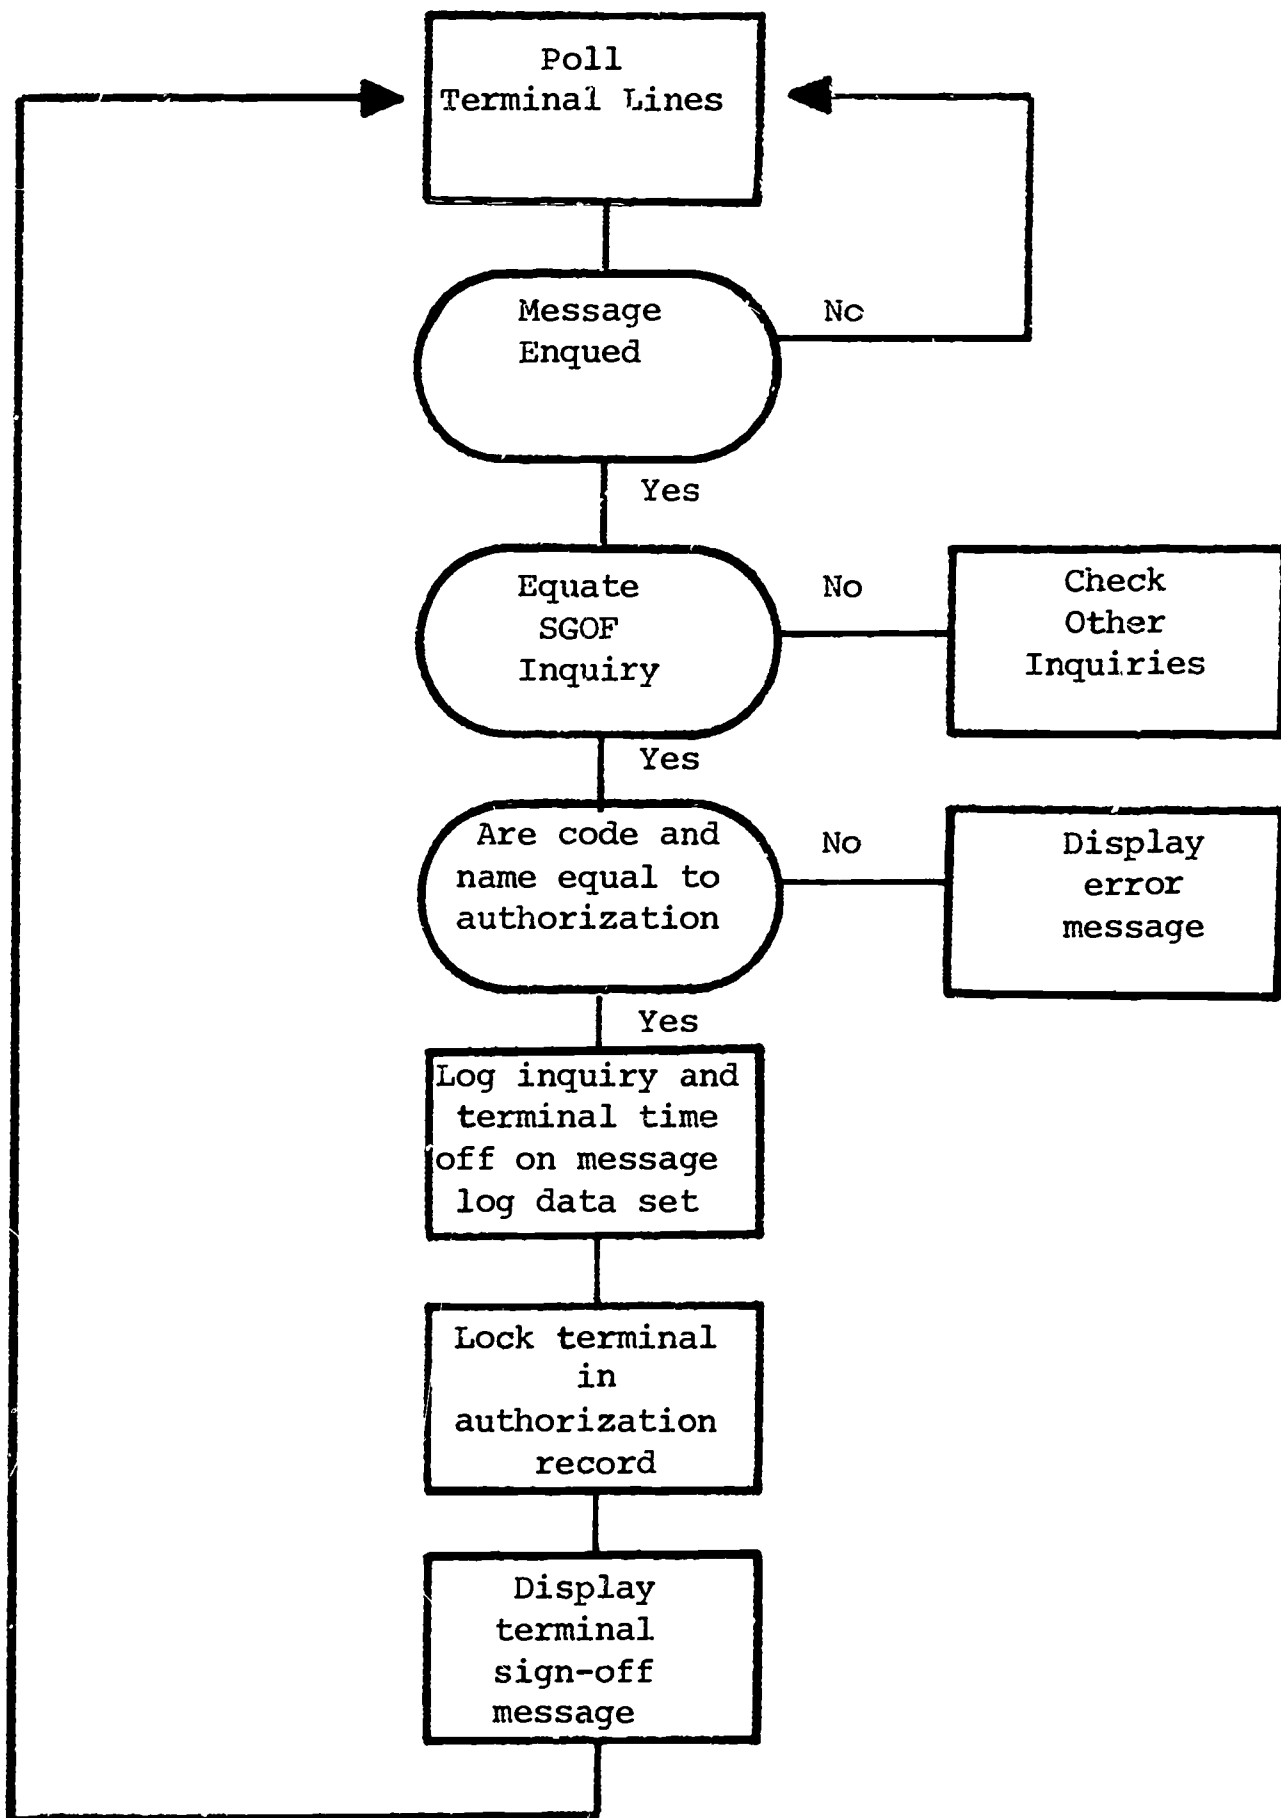 Poll
Terminal Lines
Message
Enqued
No
Yes
Equate
SGOF
Inquiry
No
Check
Other
Inquiries
Yes
Are code and
name equal to
authorization
No
Display
error
message
Yes
Log inquiry and
terminal time
off on message
log data set
Lock terminal
in
authorization
record
Display
terminal
sign-off
message